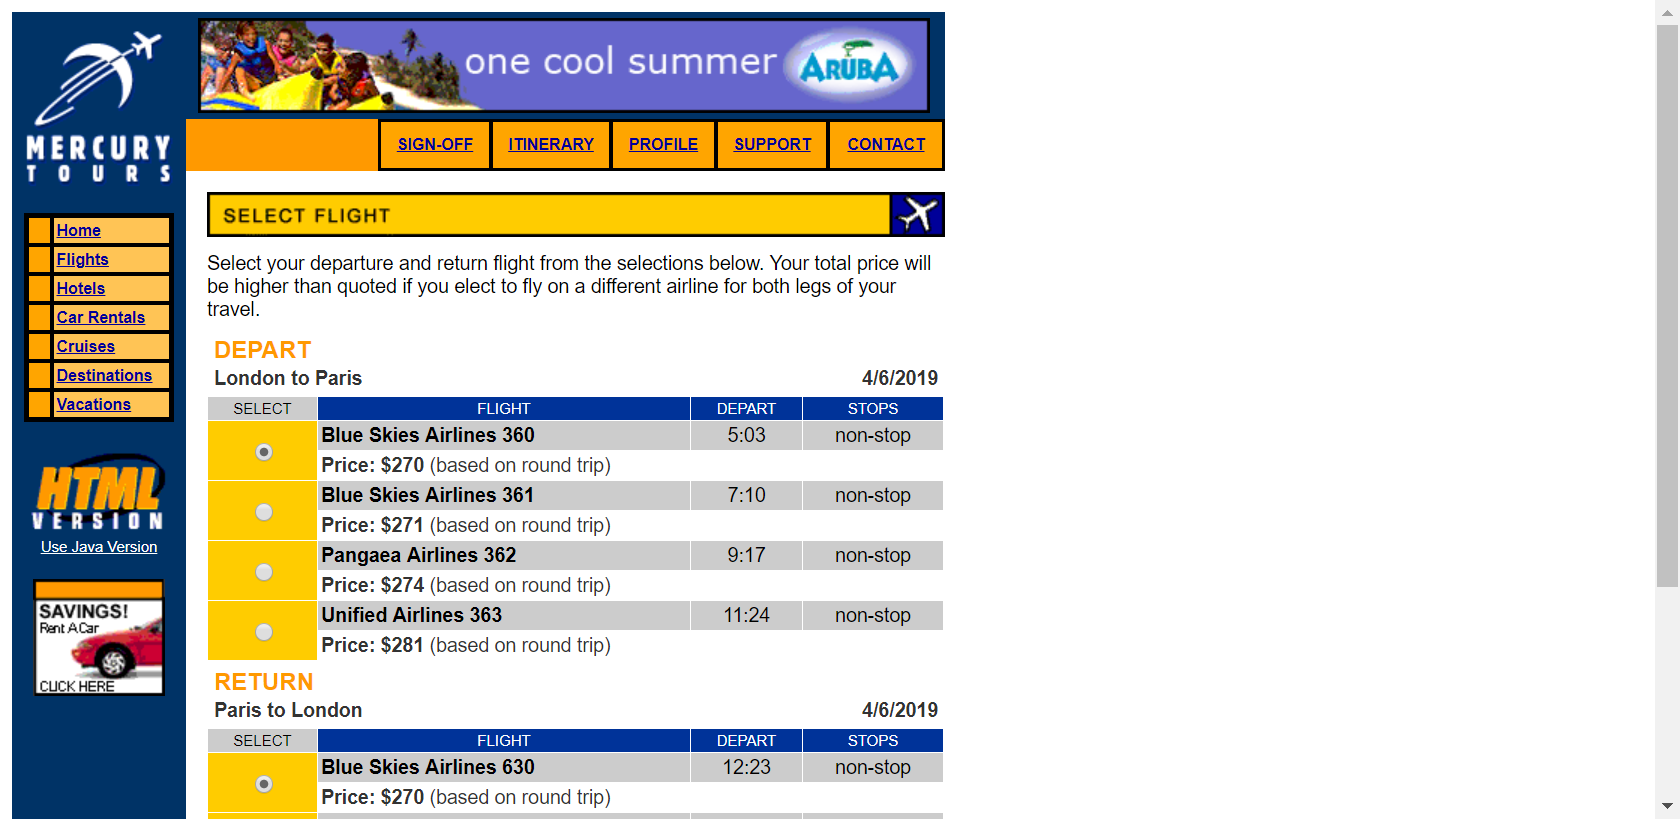 one cool summer ARUBA
MERCURY
TOURS
SIGN-OFF ITINERARY PROFILE SUPPORT CONTACT
SELECT FLIGHT
Home
Flights
Hotels
Car Rentals
Cruises
Destinations
Vacations
HTML
VERSION
Use Java Version
SAVINGS!
Rent A Car
CLICK HERE
Select your departure and return flight from the selections below. Your total price will
be higher than quoted if you elect to fly on a different airline for both legs of your
travel.
DEPART
London to Paris 4/6/2019
SELECT FLIGHT DEPART STOPS
Blue Skies Airlines 360 5:03 non-stop
Price: $270 (based on round trip)
Blue Skies Airlines 361 7:10 non-stop
Price: $271 (based on round trip)
Pangaea Airlines 362 9:17 non-stop
Price: $274 (based on round trip)
Unified Airlines 363 11:24 non-stop
Price: $281 (based on round trip)
RETURN
Paris to London 4/6/2019
SELECT FLIGHT DEPART STOPS
Blue Skies Airlines 630 12:23 non-stop
Price: $270 (based on round trip)